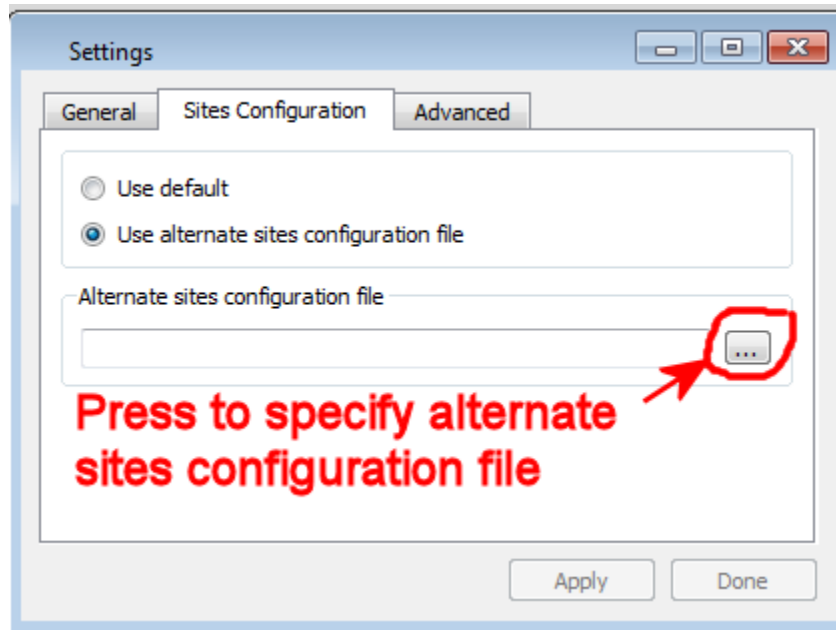 Settings
General Sites Configuration Advanced
Use default
Use alternate sites configuration file
Alternate sites configuration file
...
Press to specify alternate
sites configuration file
Apply Done